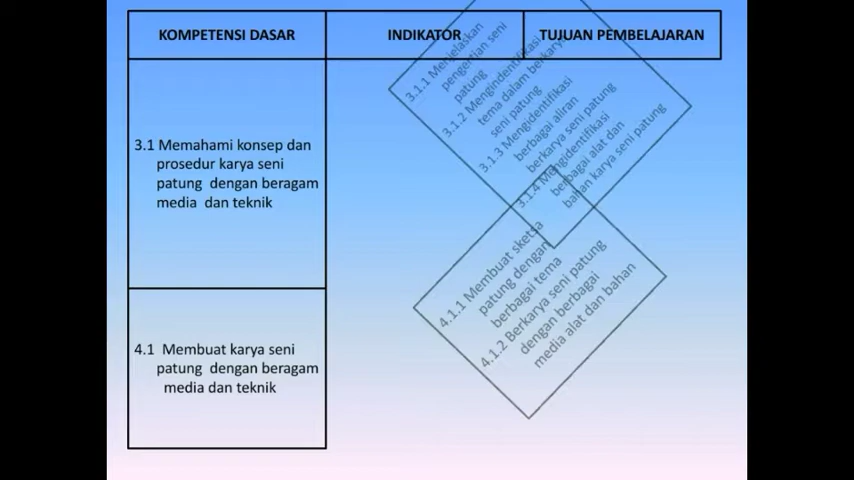 KOMPETENSI DASAR
INDIKATOR
TUJUAN PEMBELAJARAN
3.1 Memahami konsep dan
prosedur karya seni
patung dengan beragam
media dan teknik
4.1 Membuat karya seni
patung dengan beragam
media dan teknik
3.1.1 Menjelaskan
pengertian seni
patung
3.1.2 Mengindentifikasi
tema dalam berkarya
seni patung
3.1.3 Mengidentifikasi
berbagai aliran
berkarya seni patung
3.1.4 Mengidentifikasi
berbagai alat dan
bahan karya seni patung
4.1.1 Membuat sketsa
patung dengan
berbagai tema
4.1.2 Berkarya seni patung
dengan berbagai
media alat dan bahan